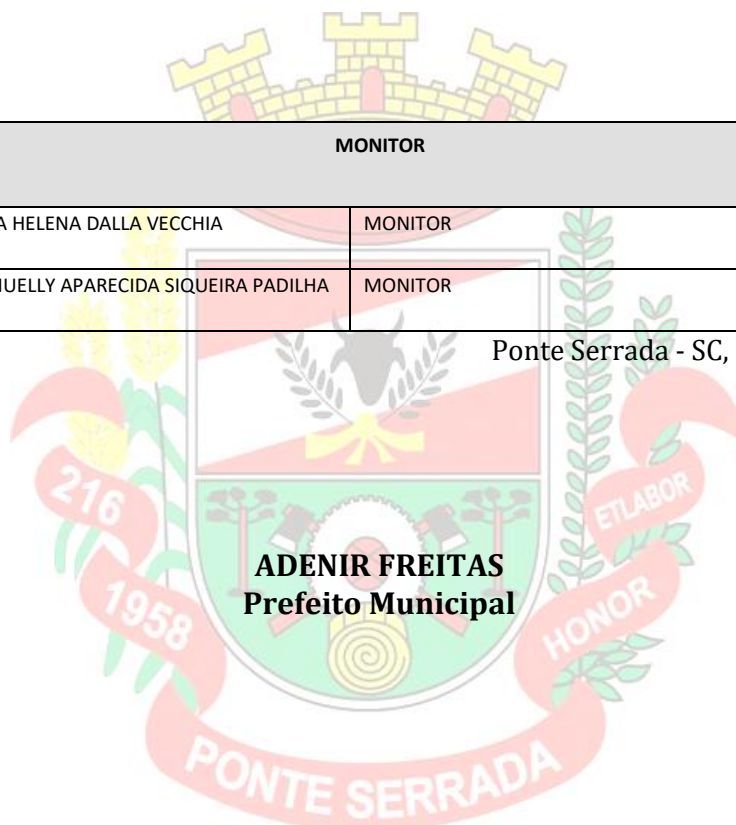 MONITOR
A HELENA DALLA VECCHIA MONITOR
NUELLY APARECIDA SIQUEIRA PADILHA MONITOR
Ponte Serrada - SC,
216
1958
ETLABOR
HONOR
ADENIR FREITAS
Prefeito Municipal
PONTE SERRADA